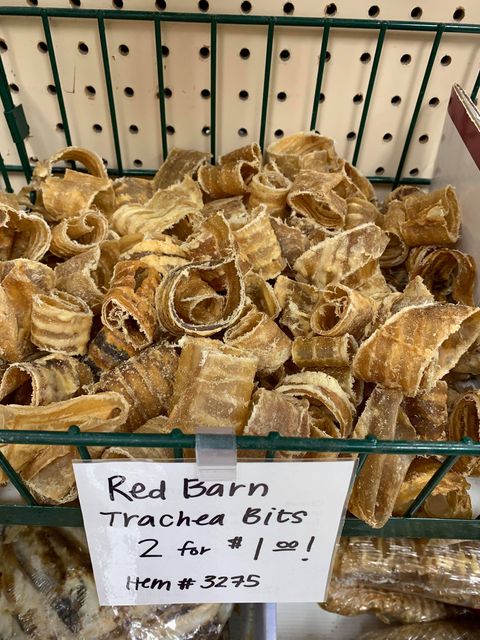 Red Barn
Trachea Bits
2 for $1.00!
Item # 3275